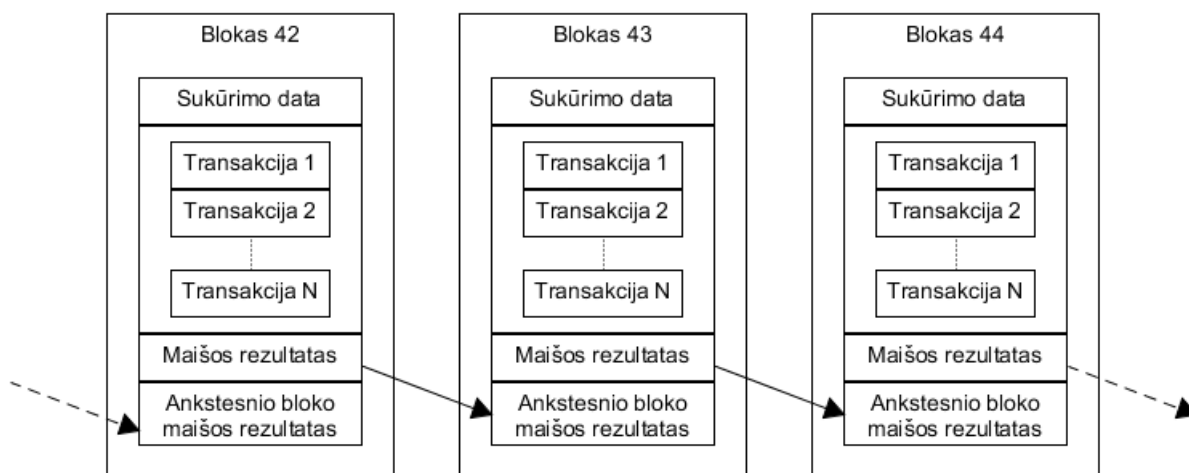 Blokas 42
Sukūrimo data
Transakcija 1
Transakcija 2
Transakcija N
Maišos rezultatas
Ankstesnio bloko
maišos rezultatas
Blokas 43
Sukūrimo data
Transakcija 1
Transakcija 2
Transakcija N
Maišos rezultatas
Ankstesnio bloko
maišos rezultatas
Blokas 44
Sukūrimo data
Transakcija 1
Transakcija 2
Transakcija N
Maišos rezultatas
Ankstesnio bloko
maišos rezultatas